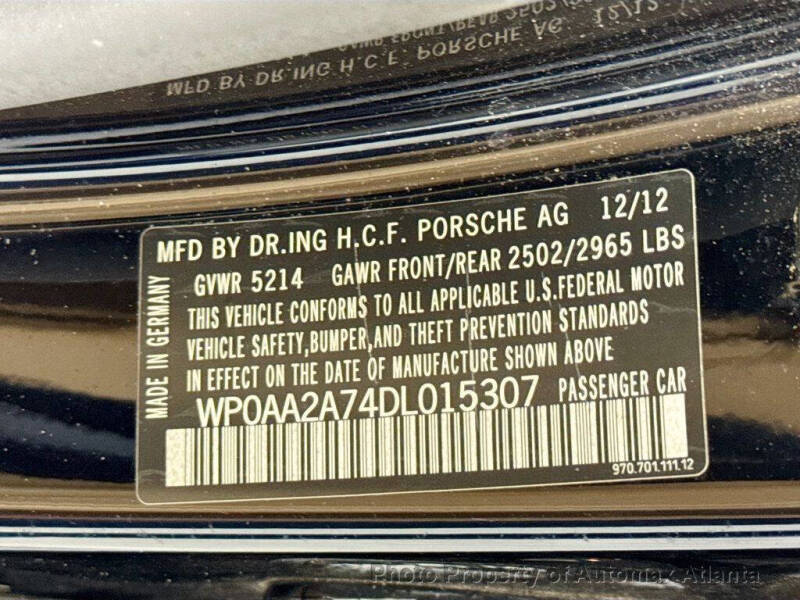 MFD BY DR.ING H.C.F. PORSCHE AG 12/12
MFD BY DR.ING H.C.F. PORSCHE AG 12/12
GVWR 5214 GAWR FRONT/REAR 2502/2965 LBS
THIS VEHICLE CONFORMS TO ALL APPLICABLE U.S.FEDERAL MOTOR
VEHICLE SAFETY,BUMPER,AND THEFT PREVENTION STANDARDS
IN EFFECT ON THE DATE OF MANUFACTURE SHOWN ABOVE
WP0AA2A74DL015307 PASSENGER CAR
970.701.111.12
MADE IN GERMANY
Photo Property of Automax Atlanta